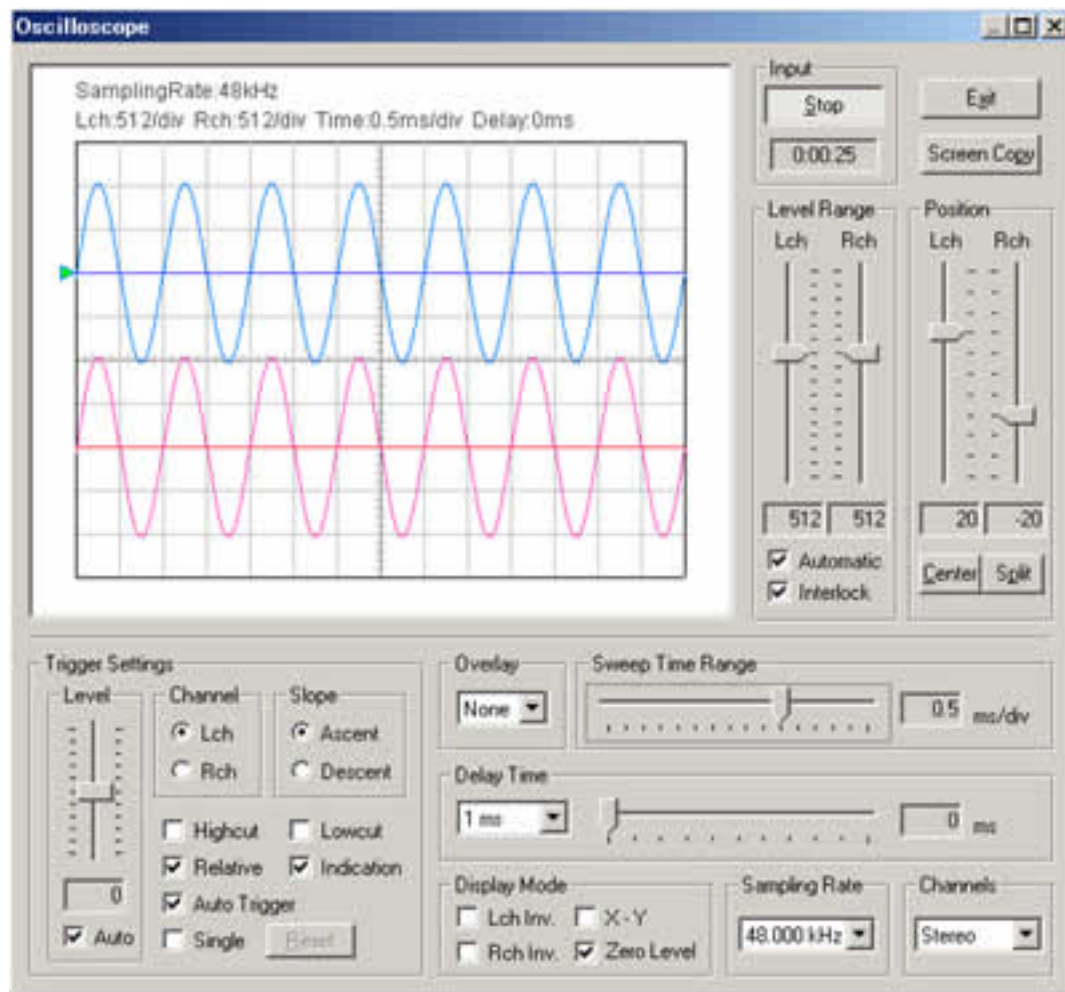 Oscilloscope
SamplingRate:48kHz
Lch:512/div Rch:512/div Time:0.5ms/div Delay:0ms
Input
Stop
0:00:25
Exit
Screen Copy
Level Range
Lch Rch
512 512
Automatic
Interlock
Position
Lch Rch
20 -20
Center Split
Trigger Settings
Level
0
Auto
Channel
Lch
Rch
Slope
Ascent
Descent
Highcut Lowcut
Relative Indication
Auto Trigger
Single Reset
Overlay
None
Sweep Time Range
0.5 ms/div
Delay Time
1 ms
0 ms
Display Mode
Lch Inv. X - Y
Rch Inv. Zero Level
Sampling Rate
48.000 kHz
Channels
Stereo